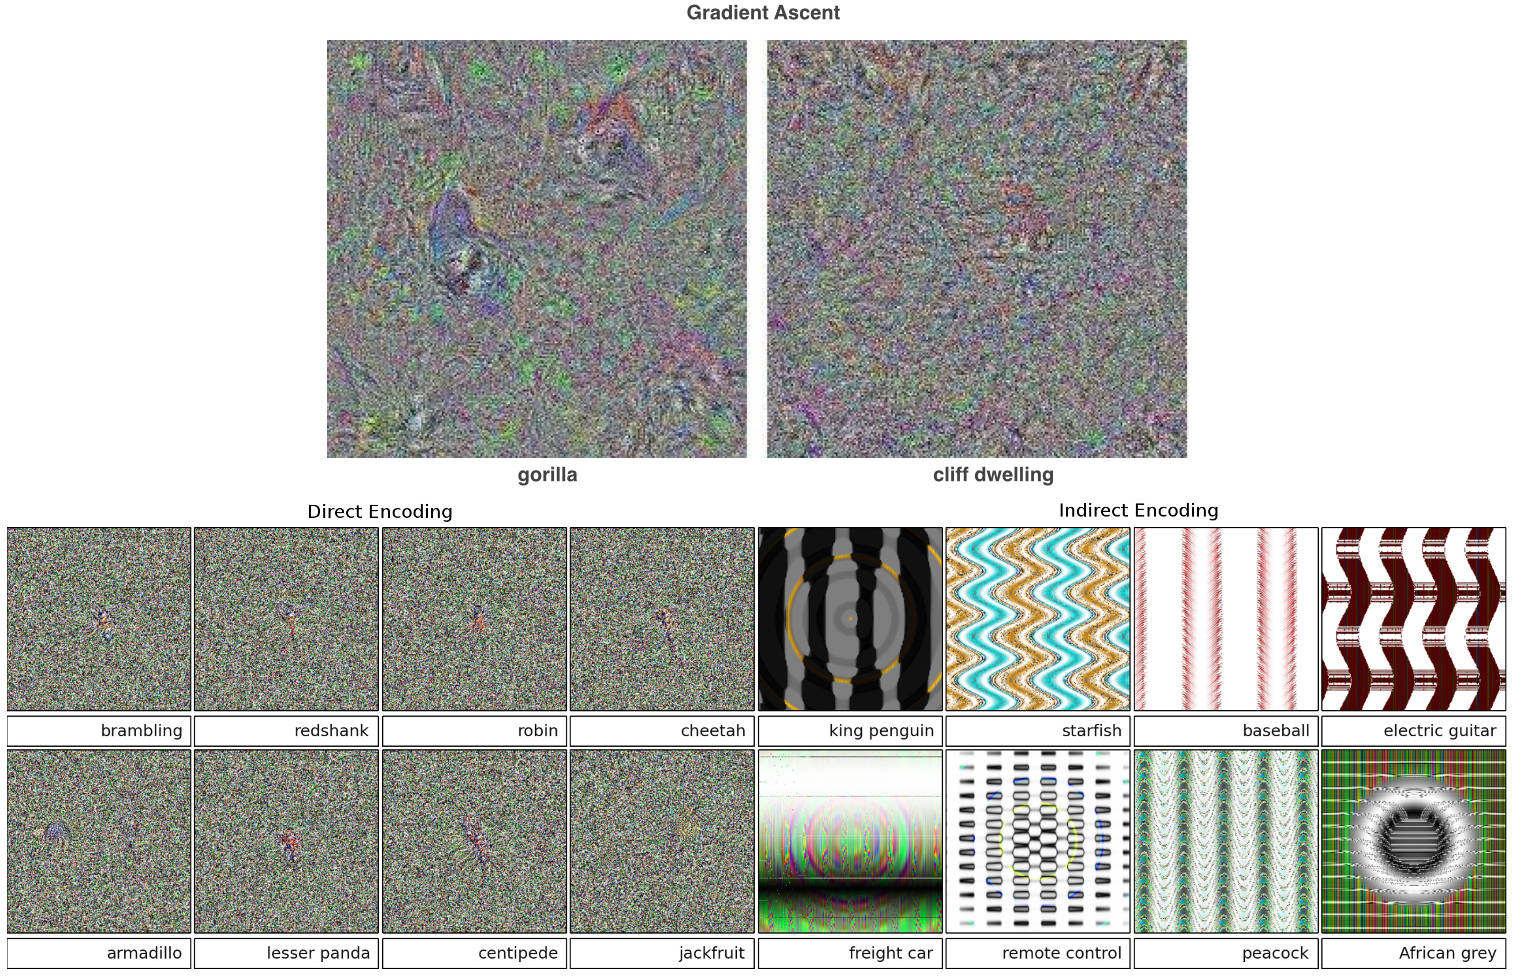 Gradient Ascent
gorilla
cliff dwelling
Direct Encoding
Indirect Encoding
brambling
redshank
robin
cheetah
king penguin
starfish
baseball
electric guitar
armadillo
lesser panda
centipede
jackfruit
freight car
remote control
peacock
African grey